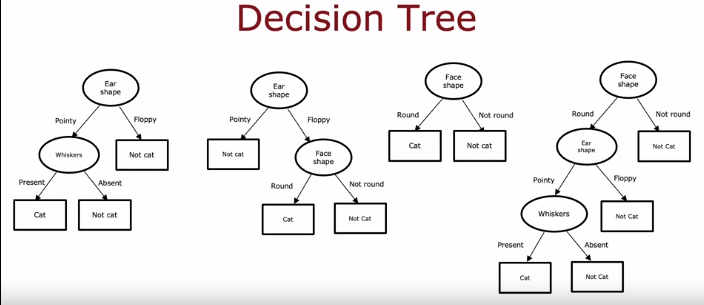 Decision Tree
Ear
shape
Pointy
Floppy
Whiskers
Not cat
Present
Absent
Cat
Not cat
Ear
shape
Pointy
Floppy
Not cat
Face
shape
Round
Not round
Cat
Not Cat
Face
shape
Round
Not round
Cat
Not cat
Face
shape
Round
Not round
Ear
shape
Not Cat
Pointy
Floppy
Whiskers
Not Cat
Present
Absent
Cat
Not Cat